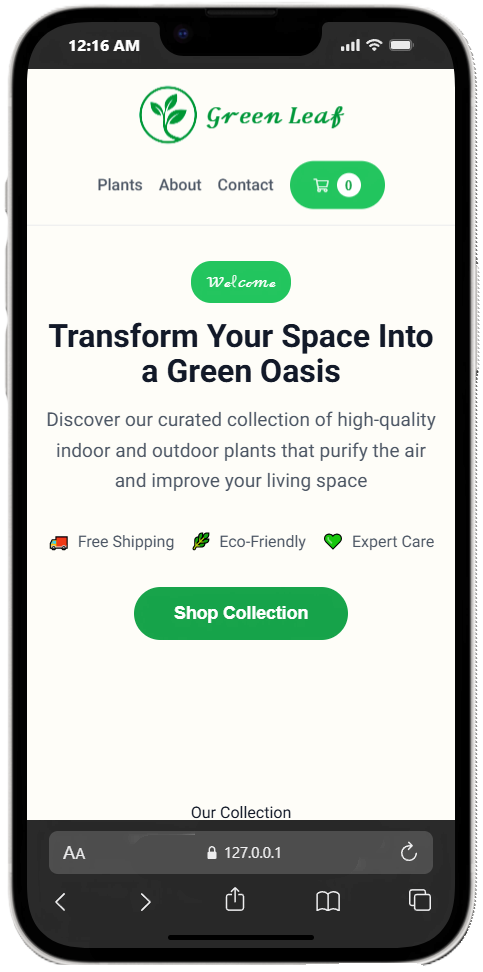 12:16 AM
Green Leaf
Plants About Contact 0
Welcome
Transform Your Space Into
a Green Oasis
Discover our curated collection of high-quality
indoor and outdoor plants that purify the air
and improve your living space
Free Shipping Eco-Friendly Expert Care
Shop Collection
Our Collection
AA 127.0.0.1